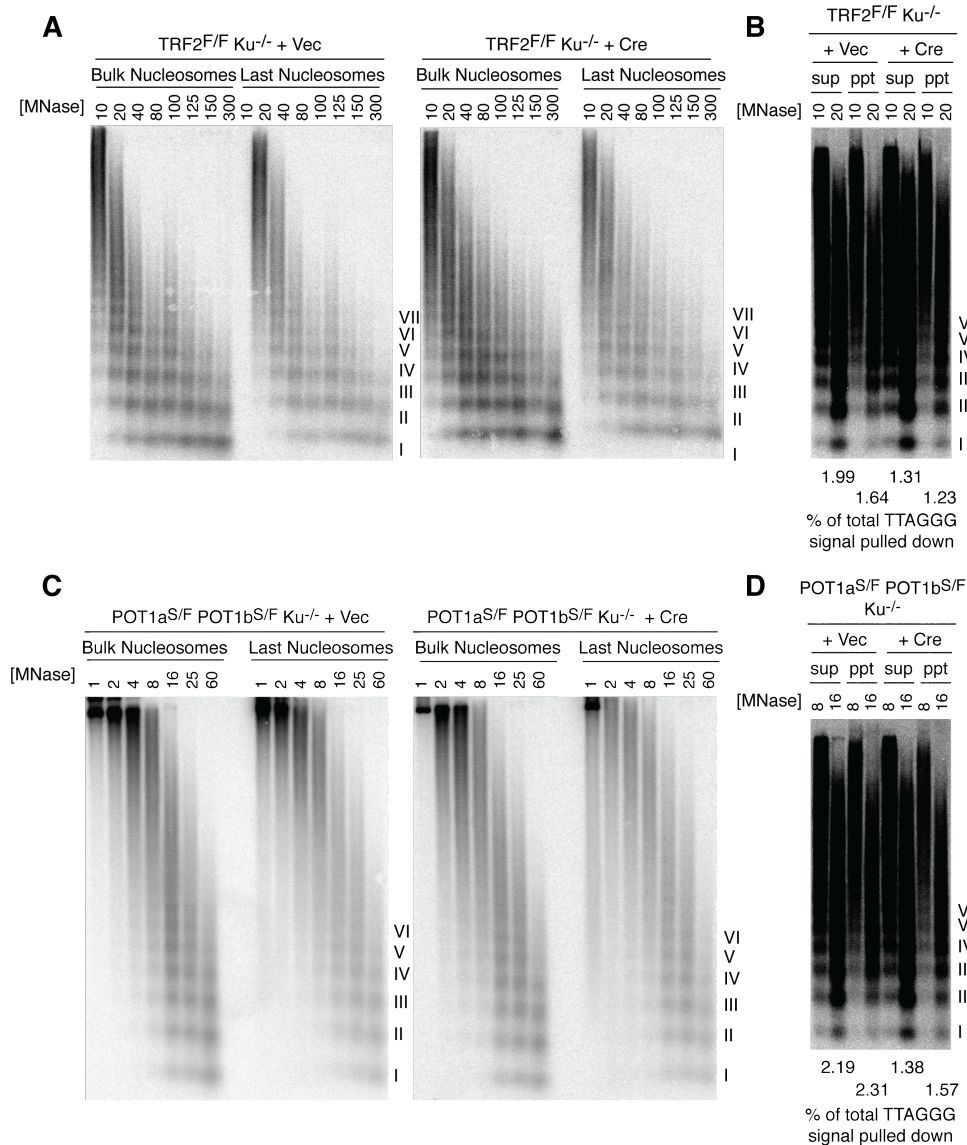 A
TRF2F/F Ku-/- + Vec
TRF2F/F Ku-/- + Cre
Bulk Nucleosomes Last Nucleosomes
Bulk Nucleosomes Last Nucleosomes
[MNase] 10 20 40 80 100 125 150 300 10 20 40 80 100 125 150 300
10 20 40 80 100 125 150 300 10 20 40 80 100 125 150 300
VII
VI
V
IV
III
II
I
VII
VI
V
IV
III
II
I
B
TRF2F/F Ku-/-
+ Vec + Cre
sup ppt sup ppt
[MNase] 10 20 10 20 10 20 10 20
V
V
IV
II
II
I
1.99 1.31
1.64 1.23
% of total TTAGGG
signal pulled down
C
POT1aS/F POT1bS/F Ku-/- + Vec
POT1aS/F POT1bS/F Ku-/- + Cre
Bulk Nucleosomes Last Nucleosomes
Bulk Nucleosomes Last Nucleosomes
[MNase] 1 2 4 8 16 25 60 1 2 4 8 16 25 60
1 2 4 8 16 25 60 1 2 4 8 16 25 60
VI
V
IV
III
II
I
VI
V
IV
III
II
I
D
POT1aS/F POT1bS/F
Ku-/-
+ Vec + Cre
sup ppt sup ppt
[MNase] 8 16 8 16 8 16 8 16
V
V
IV
II
II
I
2.19 1.38
2.31 1.57
% of total TTAGGG
signal pulled down